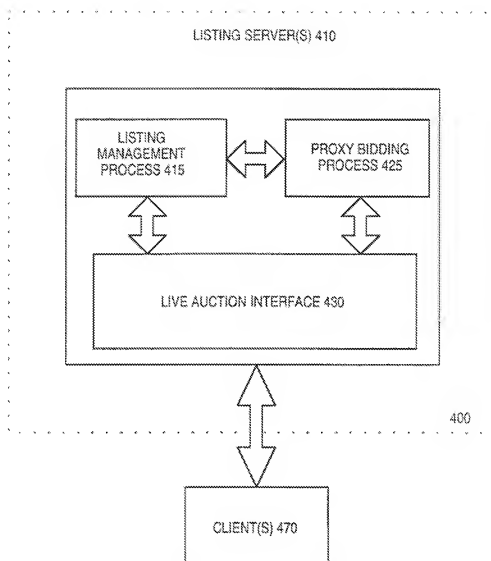 LISTING SERVER(S) 410
LISTING
MANAGEMENT
PROCESS 415
PROXY BIDDING
PROCESS 425
LIVE AUCTION INTERFACE 430
400
CLIENT(S) 470